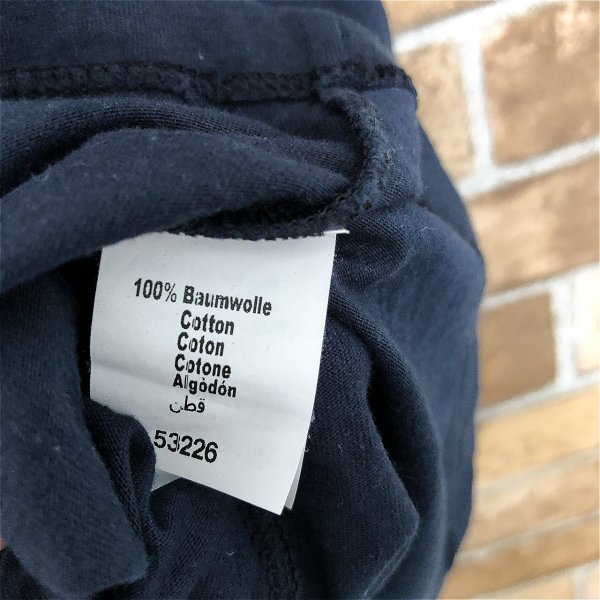 100% Baumwolle
Cotton
Coton
Cotone
Algòdón
قطن
53226